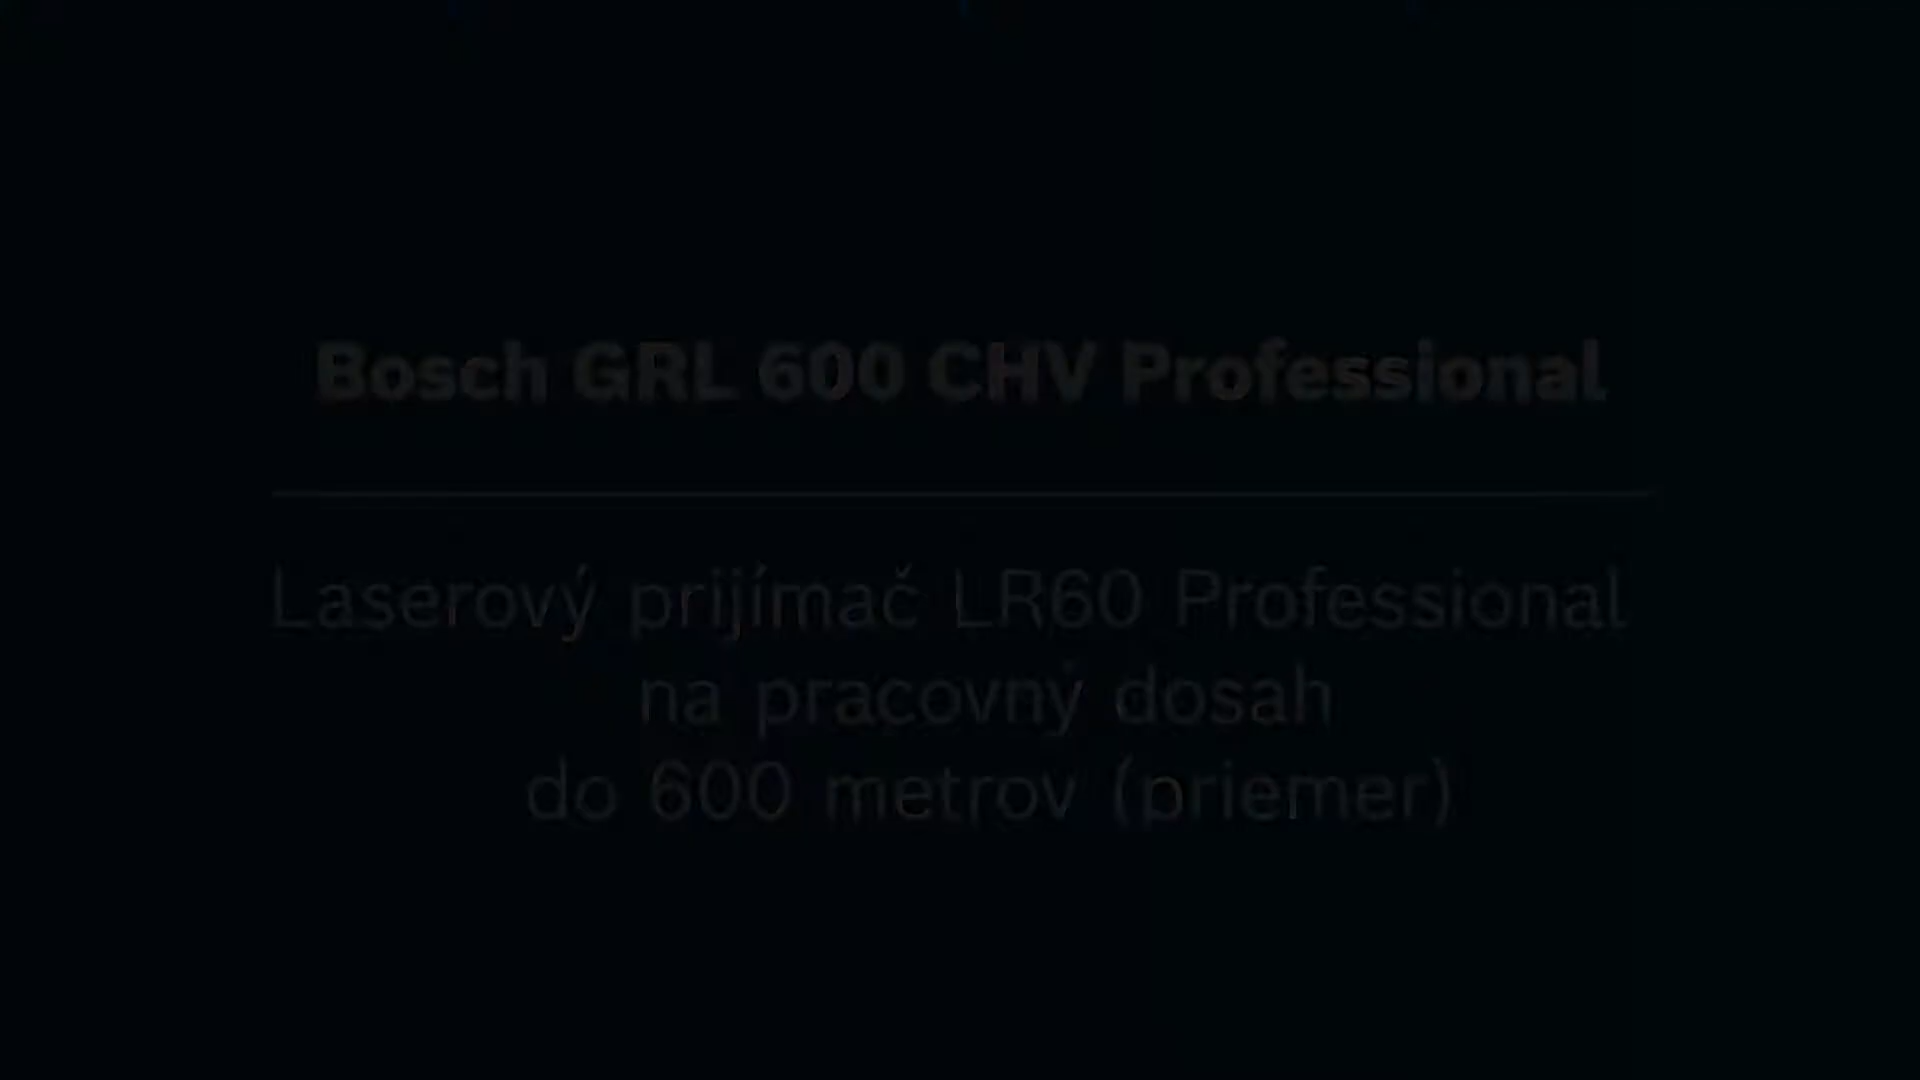 Bosch GRL 600 CHV Professional
Laserový prijímač LR60 Professional
na pracovný dosah
do 600 metrov (priemer)